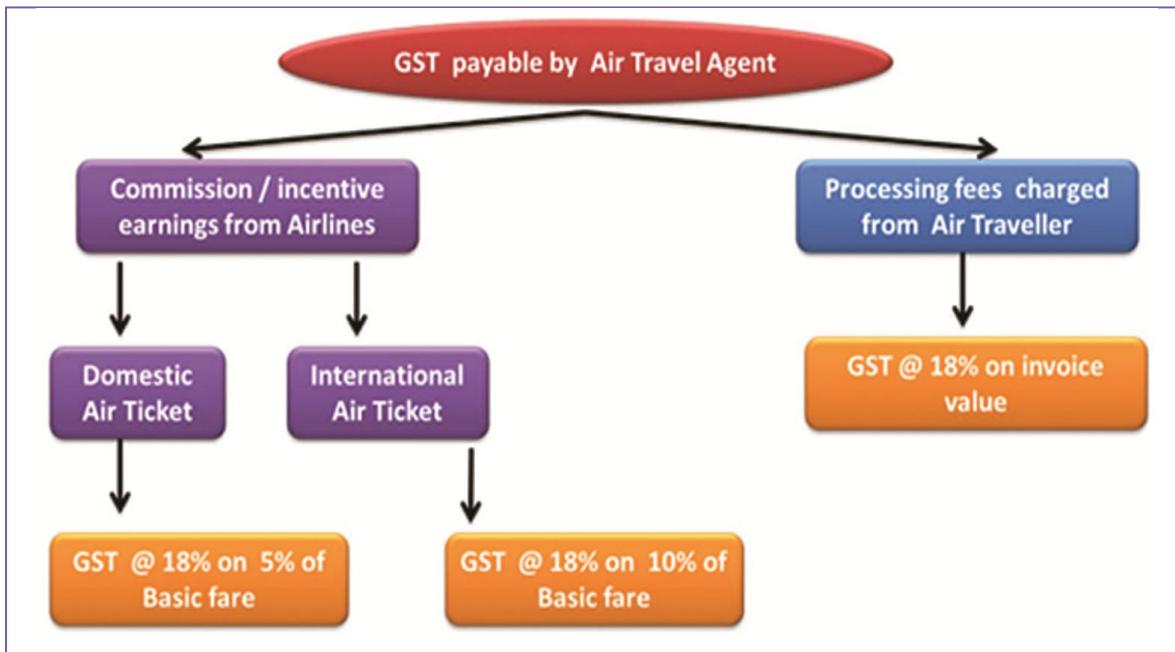 GST payable by Air Travel Agent
Commission / incentive
earnings from Airlines
Processing fees charged
from Air Traveller
Domestic
Air Ticket
International
Air Ticket
GST @ 18% on invoice
value
GST @ 18% on 5% of
Basic fare
GST @ 18% on 10% of
Basic fare